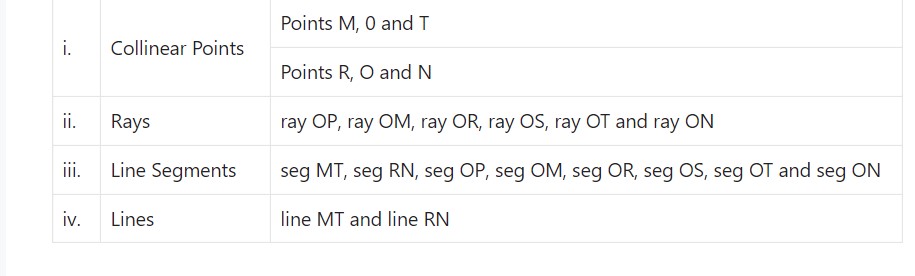 Points M, 0 and T
i. Collinear Points
Points R, O and N
ii. Rays ray OP, ray OM, ray OR, ray OS, ray OT and ray ON
iii. Line Segments seg MT, seg RN, seg OP, seg OM, seg OR, seg OS, seg OT and seg ON
iv. Lines line MT and line RN